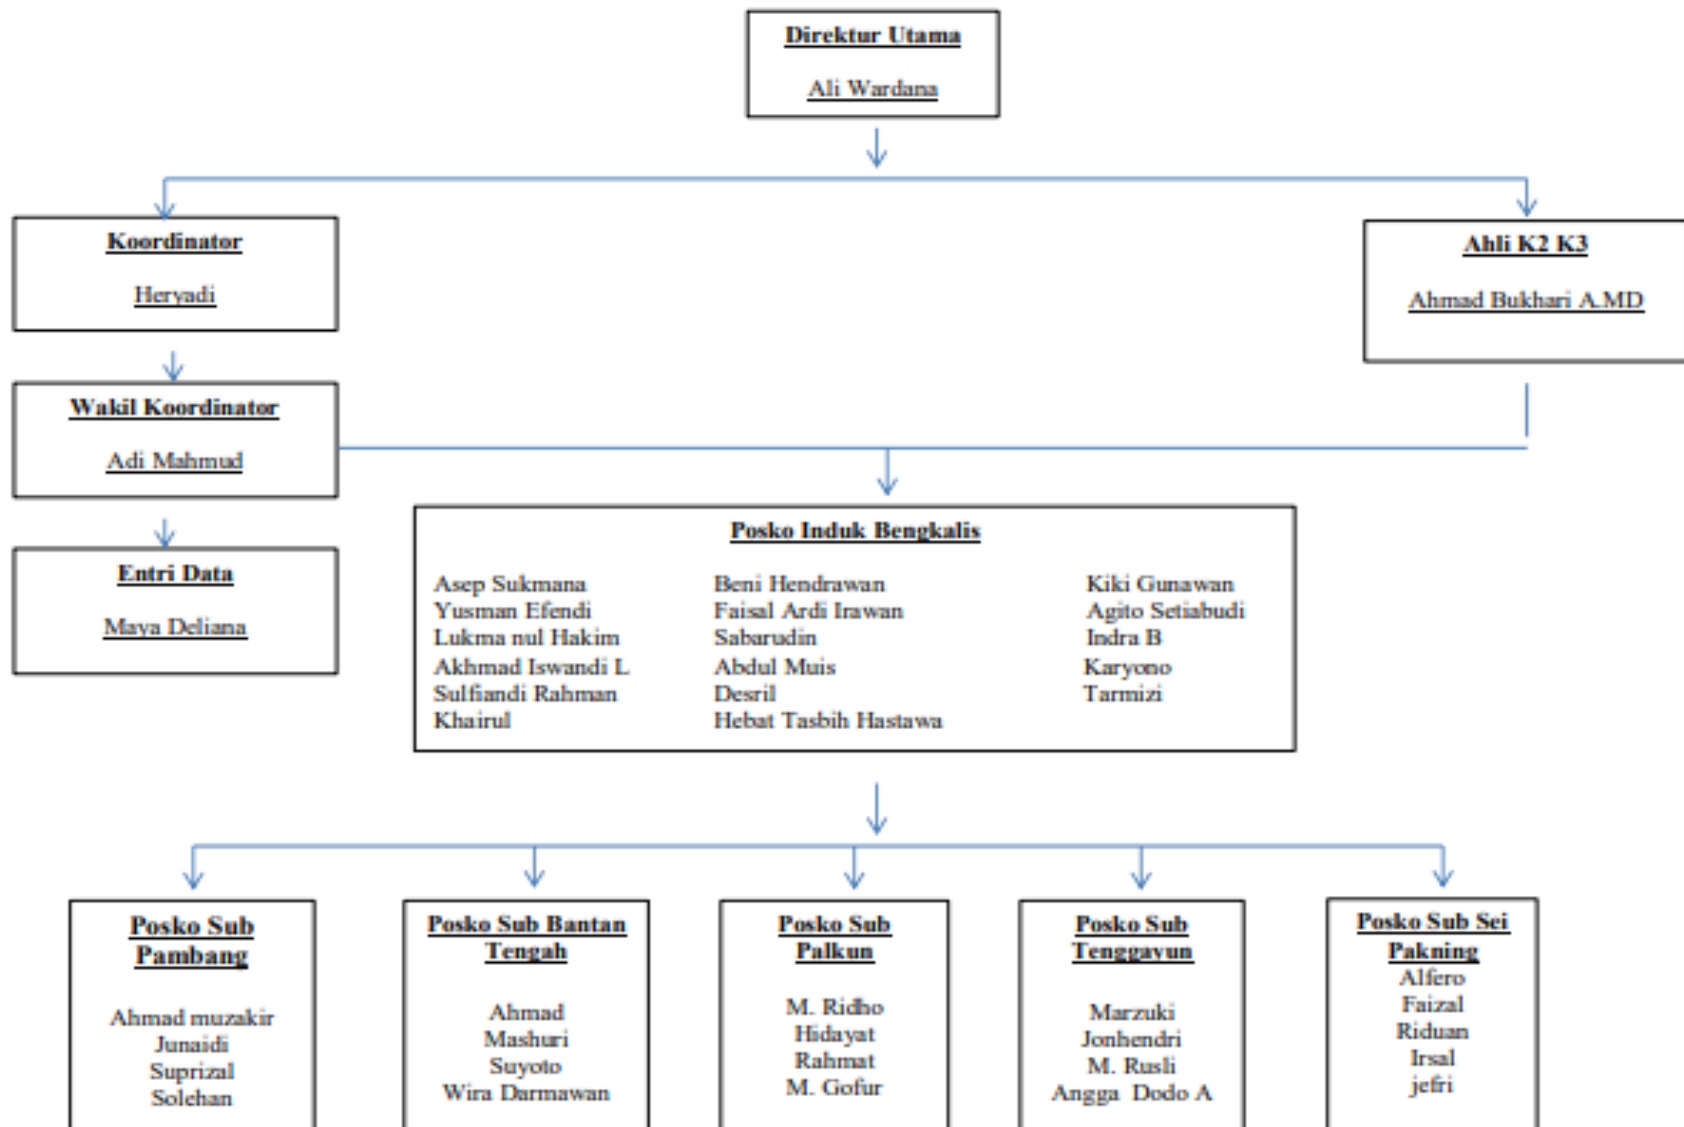 Direktur Utama
Ali Wardana
Koordinator
Heryadi
Ahli K2 K3
Ahmad Bukhari A.MD
Wakil Koordinator
Adi Mahmud
Entri Data
Maya Deliana
Posko Induk Bengkalis
Asep Sukmana
Yusman Efendi
Lukma nul Hakim
Akhmad Iswandi L
Sulfiandi Rahman
Khairul
Beni Hendrawan
Faisal Ardi Irawan
Sabarudin
Abdul Muis
Desril
Hebat Tasbih Hastawa
Kiki Gunawan
Agito Setiabudi
Indra B
Karyono
Tarmizi
Posko Sub
Pambang
Ahmad muzakir
Junaidi
Suprizal
Solehan
Posko Sub Bantan
Tengah
Ahmad
Mashuri
Suyoto
Wira Darmawan
Posko Sub
Palkun
M. Ridho
Hidayat
Rahmat
M. Gofur
Posko Sub
Tenggayun
Marzuki
Jonhendri
M. Rusli
Angga Dodo A
Posko Sub Sei
Pakning
Alfero
Faizal
Riduan
Irsal
jefri